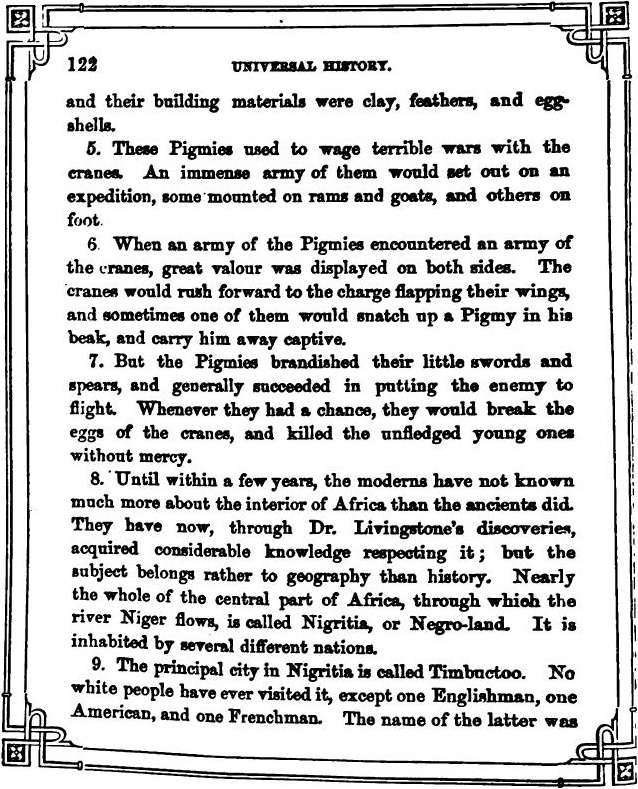 122 UNIVERSAL HISTORY.
and their building materials were clay, feathers, and egg-
shells.
5. These Pigmies used to wage terrible wars with the
cranes. An immense army of them would set out on an
expedition, some mounted on rams and goats, and others on
foot.
6. When an army of the Pigmies encountered an army of
the cranes, great valour was displayed on both sides. The
cranes would rush forward to the charge flapping their wings,
and sometimes one of them would snatch up a Pigmy in his
beak, and carry him away captive.
7. But the Pigmies brandished their little swords and
spears, and generally succeeded in putting the enemy to
flight. Whenever they had a chance, they would break the
eggs of the cranes, and killed the unfledged young ones
without mercy.
8. Until within a few years, the moderns have not known
much more about the interior of Africa than the ancients did.
They have now, through Dr. Livingstone's discoveries,
acquired considerable knowledge respecting it; but the
subject belongs rather to geography than history. Nearly
the whole of the central part of Africa, through which the
river Niger flows, is called Nigritia, or Negro-land. It is
inhabited by several different nations.
9. The principal city in Nigritia is called Timbuctoo. No
white people have ever visited it, except one Englishman, one
American, and one Frenchman. The name of the latter was